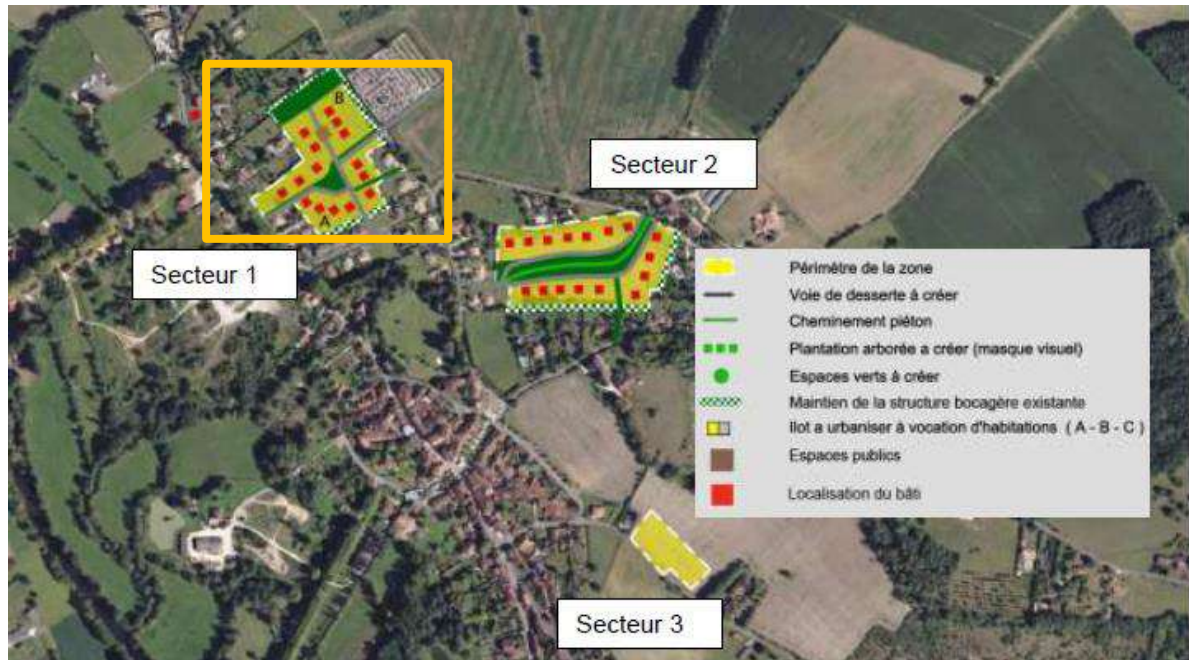 B
A
Secteur 1
Secteur 2
Périmètre de la zone
Voie de desserte à créer
Cheminement piéton
Plantation arborée a créer (masque visuel)
Espaces verts à créer
Maintien de la structure bocagère existante
Ilot a urbaniser à vocation d'habitations ( A - B - C )
Espaces publics
Localisation du bâti
Secteur 3